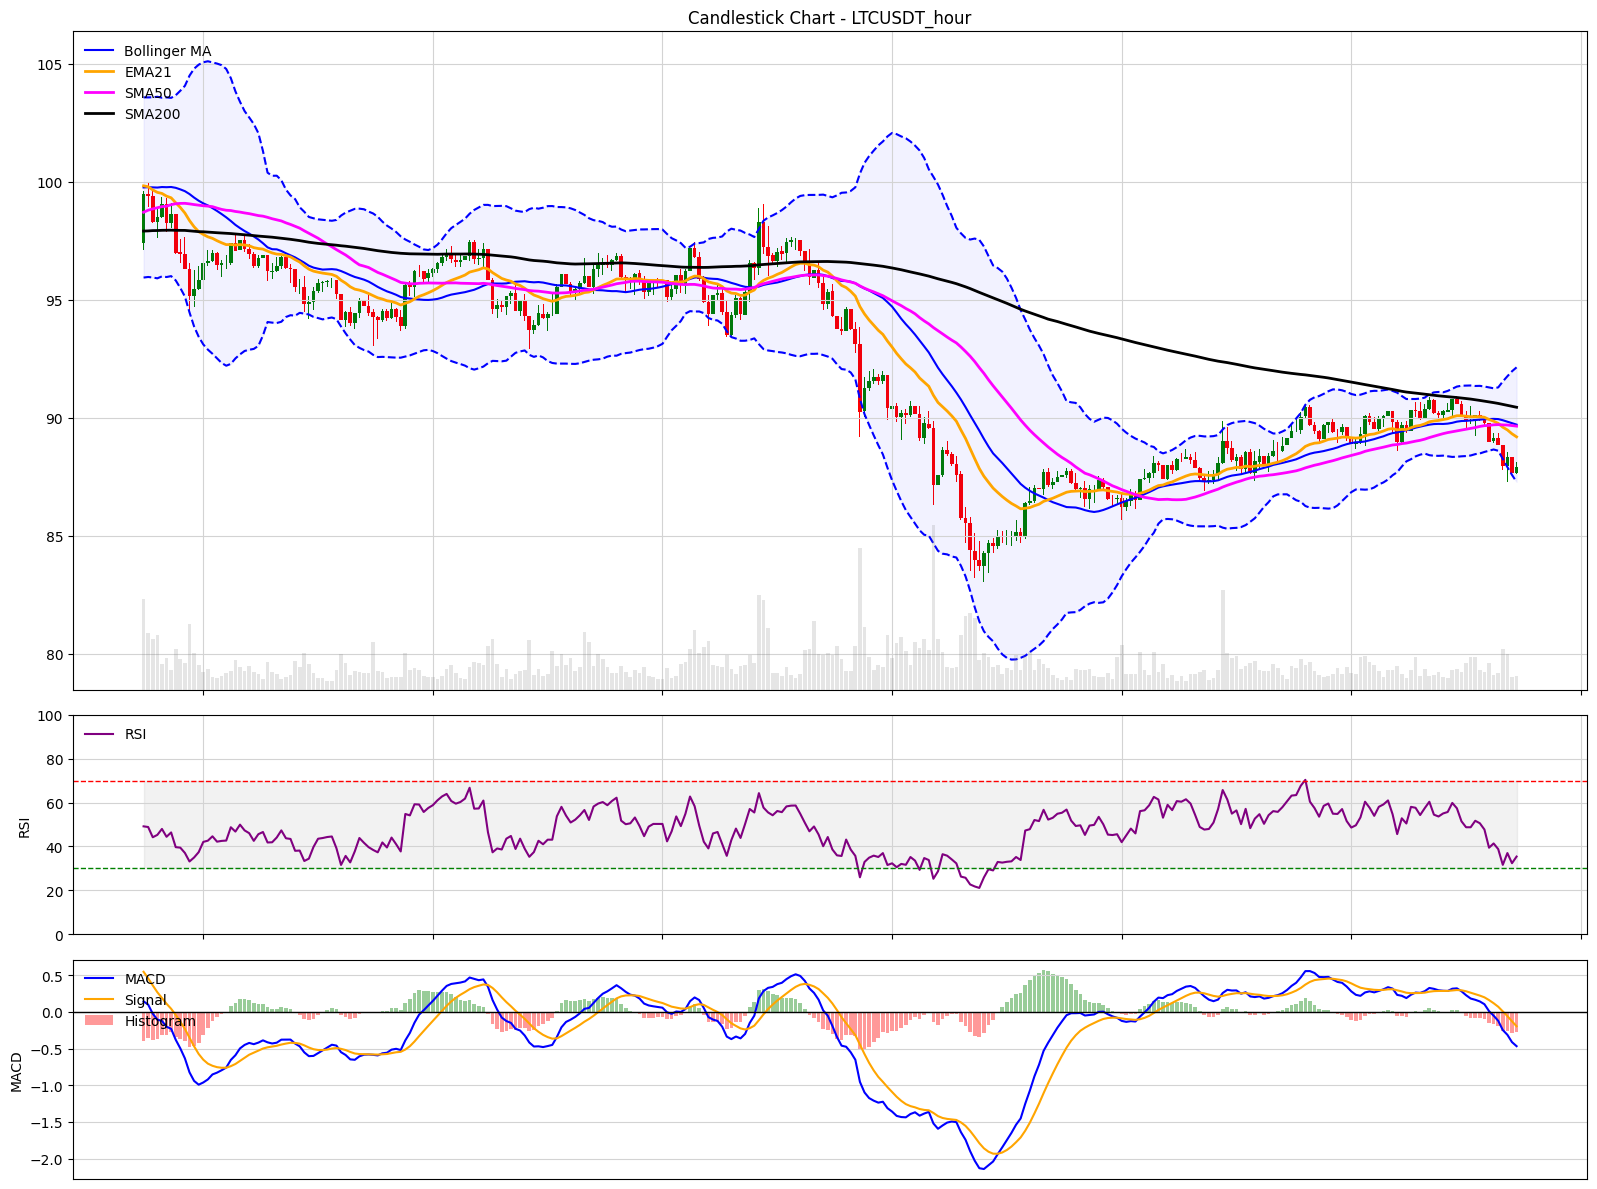 Candlestick Chart - LTCUSDT_hour
Bollinger MA
EMA21
SMA50
SMA200
105
100
95
90
85
80
RSI
RSI
100
80
60
40
20
0
MACD
Signal
Histogram
MACD
0.5
0.0
−0.5
−1.0
−1.5
−2.0